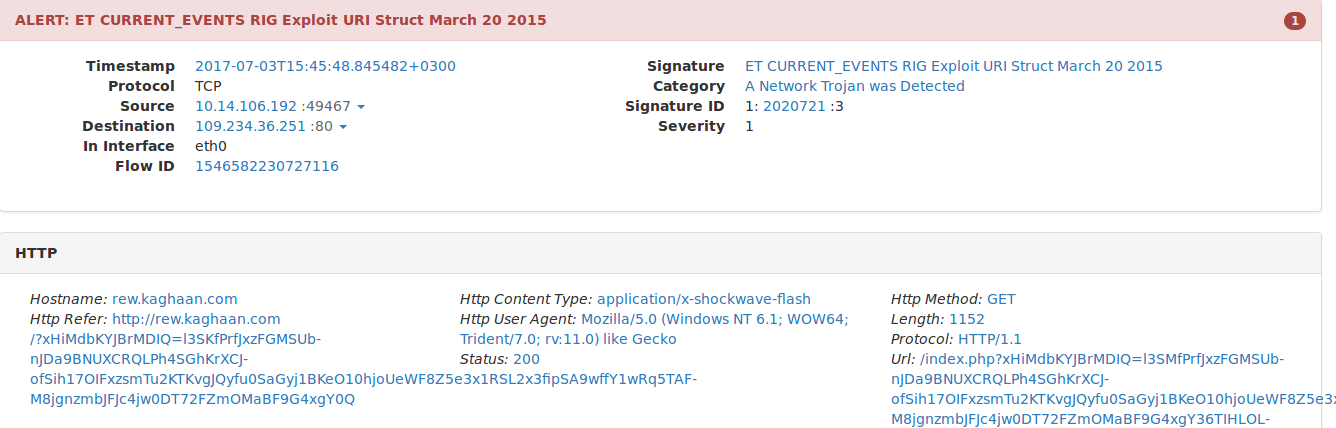 ALERT: ET CURRENT_EVENTS RIG Exploit URI Struct March 20 2015 1
Timestamp 2017-07-03T15:45:48.845482+0300
Protocol TCP
Source 10.14.106.192 :49467
Destination 109.234.36.251 :80
In Interface eth0
Flow ID 1546582230727116
Signature ET CURRENT_EVENTS RIG Exploit URI Struct March 20 2015
Category A Network Trojan was Detected
Signature ID 1: 2020721 :3
Severity 1
HTTP
Hostname: rew.kaghaan.com
Http Refer: http://rew.kaghaan.com
/?xHiMdbKYJBrMDIQ=l3SKfPrfJxzFGMSUb-
nJDa9BNUXCRQLPh4SGhKrXCJ-
ofSih17OIFxzsmTu2KTKvgJQyfu0SaGyj1BKeO10hjoUeWF8Z5e3x1RSL2x3fipSA9wffY1wRq5TAF-
M8jgnzmbJFJc4jw0DT72FZmOMaBF9G4xgY0Q
Http Content Type: application/x-shockwave-flash
Http User Agent: Mozilla/5.0 (Windows NT 6.1; WOW64;
Trident/7.0; rv:11.0) like Gecko
Status: 200
Http Method: GET
Length: 1152
Protocol: HTTP/1.1
Url: /index.php?xHiMdbKYJBrMDIQ=l3SMfPrfJxzFGMSUb-
nJDa9BNUXCRQLPh4SGhKrXCJ-
ofSih17OIFxzsmTu2KTKvgJQyfu0SaGyj1BKeO10hjoUeWF8Z5e3x
M8jgnzmbJFJc4jw0DT72FZmOMaBF9G4xgY36TIHLOL-